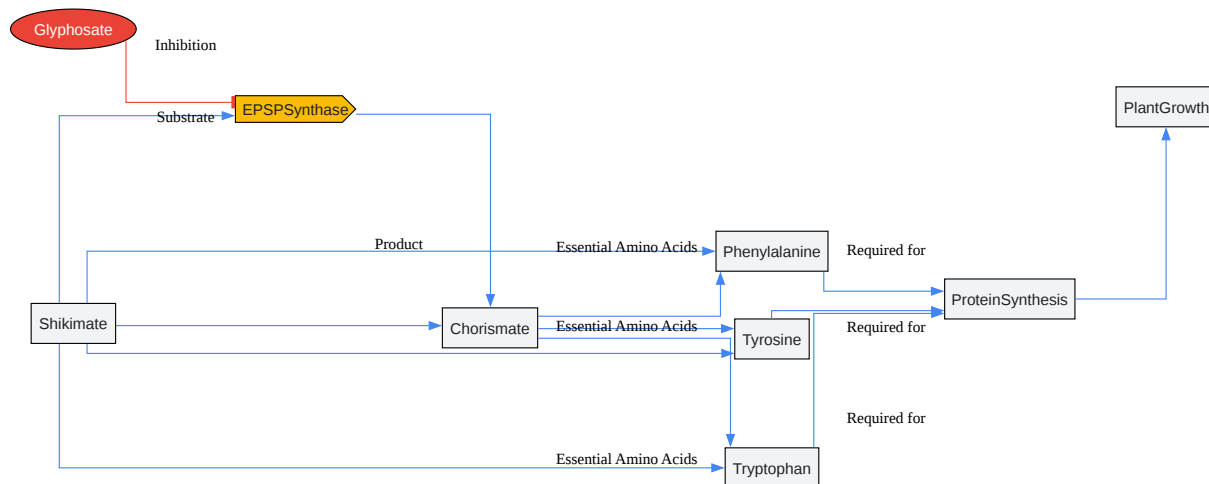 Glyphosate
Inhibition
EPSPSynthase
Substrate
PlantGrowth
Product
Essential Amino Acids
Phenylalanine
Required for
ProteinSynthesis
Shikimate
Chorismate
Essential Amino Acids
Tyrosine
Required for
Required for
Essential Amino Acids
Tryptophan